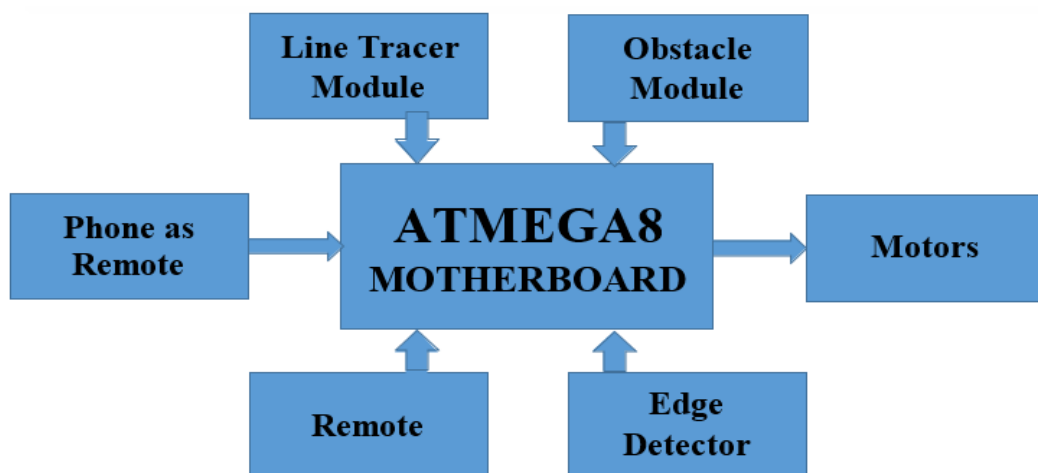 Line Tracer
Module
Obstacle
Module
Phone as
Remote
ATMEGA8
MOTHERBOARD
Motors
Remote
Edge
Detector